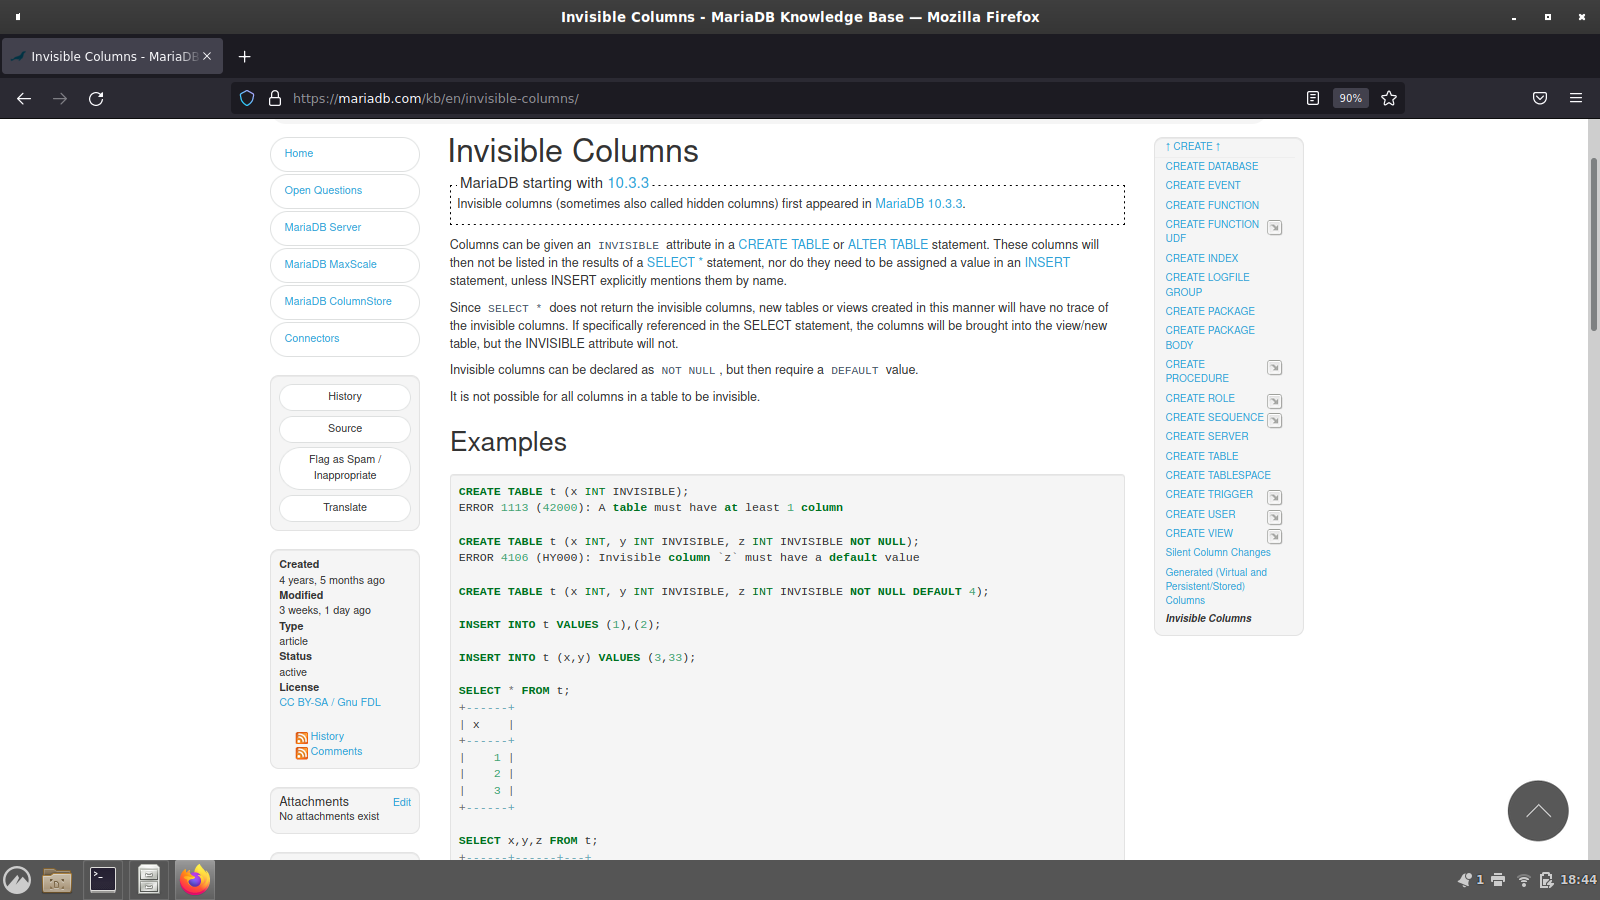 Invisible Columns - MariaDB Knowledge Base — Mozilla Firefox
Invisible Columns - MariaDB
https://mariadb.com/kb/en/invisible-columns/
90%
Home
Open Questions
MariaDB Server
MariaDB MaxScale
MariaDB ColumnStore
Connectors
History
Source
Flag as Spam /
Inappropriate
Translate
Created
4 years, 5 months ago
Modified
3 weeks, 1 day ago
Type
article
Status
active
License
CC BY-SA / Gnu FDL
History
Comments
Attachments
Edit
No attachments exist
Invisible Columns
MariaDB starting with 10.3.3
Invisible columns (sometimes also called hidden columns) first appeared in MariaDB 10.3.3.
Columns can be given an INVISIBLE attribute in a CREATE TABLE or ALTER TABLE statement. These columns will
then not be listed in the results of a SELECT * statement, nor do they need to be assigned a value in an INSERT
statement, unless INSERT explicitly mentions them by name.
Since SELECT * does not return the invisible columns, new tables or views created in this manner will have no trace of
the invisible columns. If specifically referenced in the SELECT statement, the columns will be brought into the view/new
table, but the INVISIBLE attribute will not.
Invisible columns can be declared as NOT NULL , but then require a DEFAULT value.
It is not possible for all columns in a table to be invisible.
Examples
CREATE TABLE t (x INT INVISIBLE);
ERROR 1113 (42000): A table must have at least 1 column
CREATE TABLE t (x INT, y INT INVISIBLE, z INT INVISIBLE NOT NULL);
ERROR 4106 (HY000): Invisible column `z` must have a default value
CREATE TABLE t (x INT, y INT INVISIBLE, z INT INVISIBLE NOT NULL DEFAULT 4);
INSERT INTO t VALUES (1),(2);
INSERT INTO t (x,y) VALUES (3,33);
SELECT * FROM t;
+------+
| x    |
+------+
|    1 |
|    2 |
|    3 |
+------+
SELECT x,y,z FROM t;
+------+------+---+
↑ CREATE ↑
CREATE DATABASE
CREATE EVENT
CREATE FUNCTION
CREATE FUNCTION
UDF
CREATE INDEX
CREATE LOGFILE
GROUP
CREATE PACKAGE
CREATE PACKAGE
BODY
CREATE
PROCEDURE
CREATE ROLE
CREATE SEQUENCE
CREATE SERVER
CREATE TABLE
CREATE TABLESPACE
CREATE TRIGGER
CREATE USER
CREATE VIEW
Silent Column Changes
Generated (Virtual and
Persistent/Stored)
Columns
Invisible Columns
1
18:44